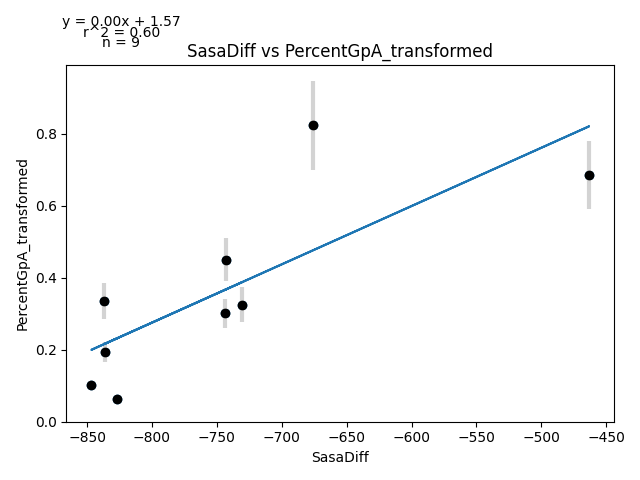 y = 0.00x + 1.57
r^2 = 0.60
n = 9
SasaDiff vs PercentGpA_transformed
PercentGpA_transformed
0.8
0.6
0.4
0.2
0.0
−850 −800 −750 −700 −650 −600 −550 −500 −450
SasaDiff